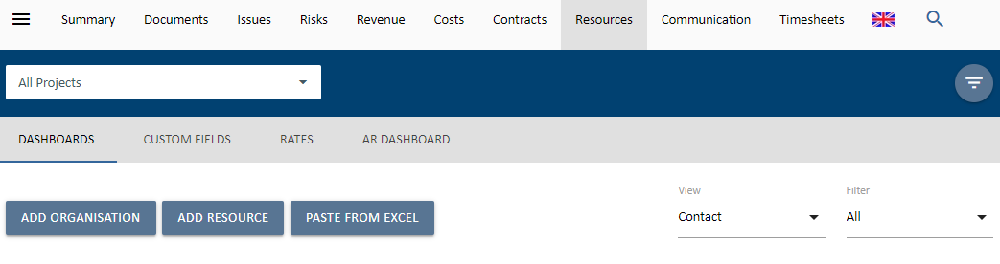 Summary Documents Issues Risks Revenue Costs Contracts Resources Communication Timesheets
All Projects
DASHBOARDS CUSTOM FIELDS RATES AR DASHBOARD
View Filter
ADD ORGANISATION ADD RESOURCE PASTE FROM EXCEL Contact All